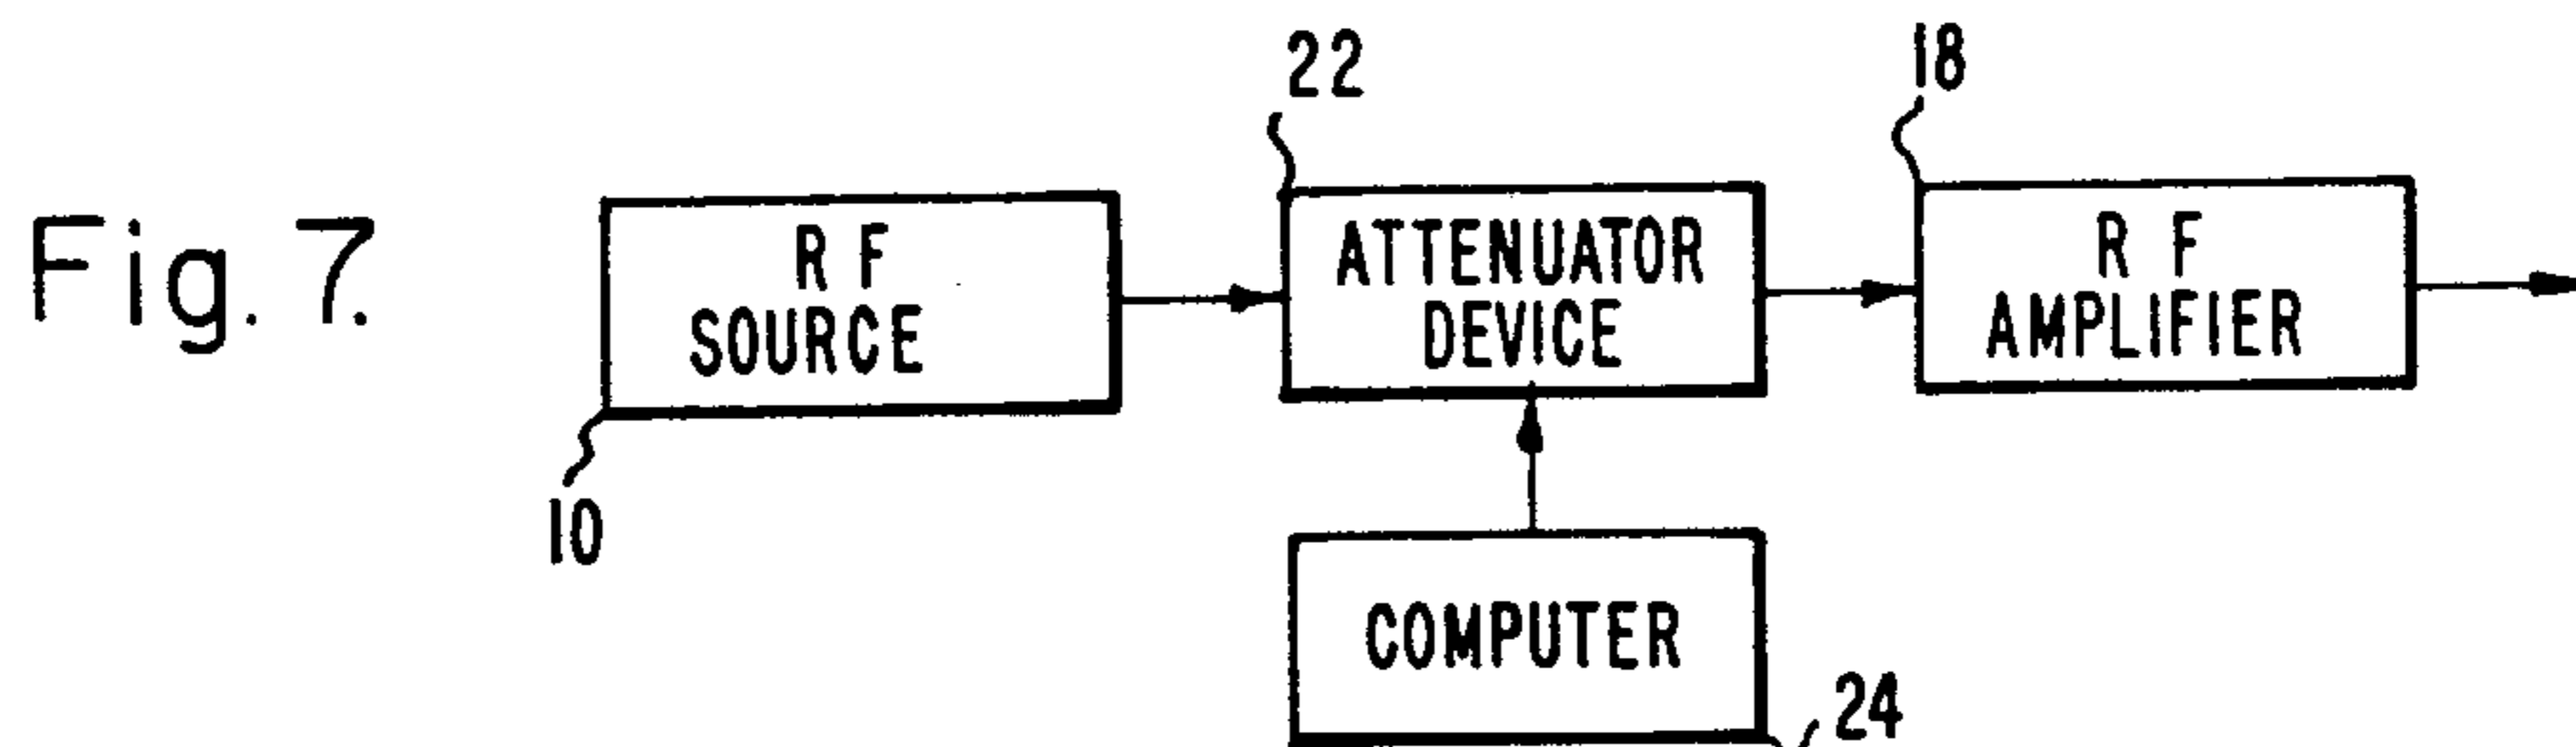 Fig. 7.
22
18
R F
SOURCE
ATTENUATOR
DEVICE
R F
AMPLIFIER
10
COMPUTER
24